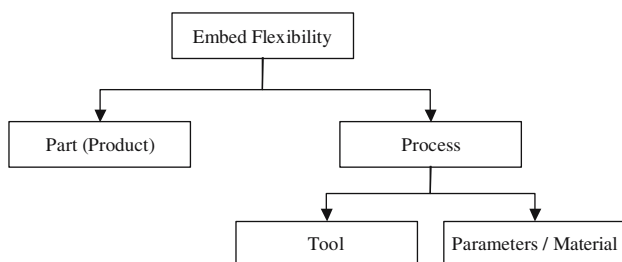 Embed Flexibility
Part (Product)
Process
Tool
Parameters / Material